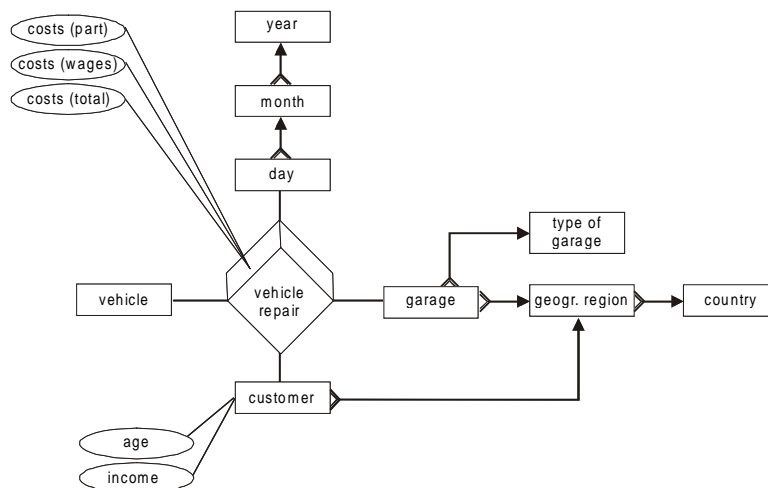 costs (part)
costs (wages)
costs (total)
year
month
day
type of
garage
vehicle
vehicle
repair
garage
geogr. region
country
customer
age
income